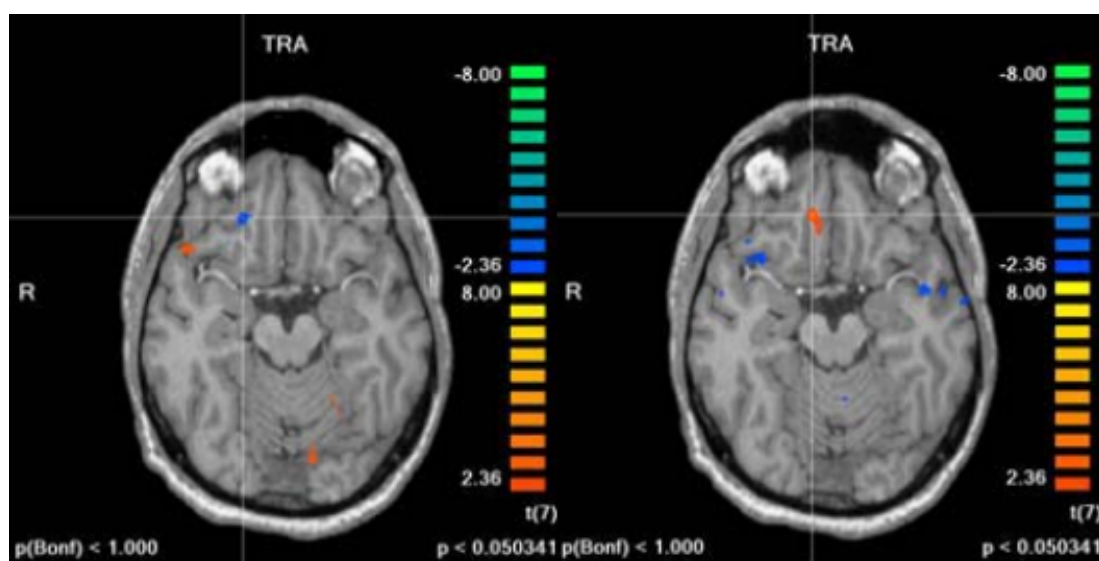 TRA
-8.00
-2.36
R
8.00
2.36
t(7)
p(Bonf) < 1.000
p < 0.050341
TRA
-8.00
-2.36
R
8.00
2.36
t(7)
p(Bonf) < 1.000
p < 0.050341